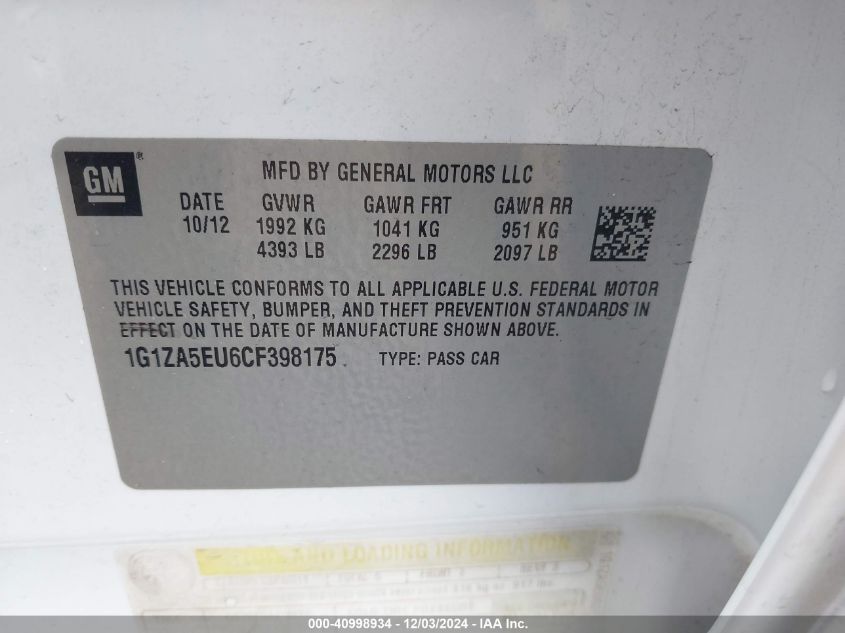 GM®
MFD BY GENERAL MOTORS LLC
DATE GVWR GAWR FRT GAWR RR
10/12 1992 KG 1041 KG 951 KG
4393 LB 2296 LB 2097 LB
THIS VEHICLE CONFORMS TO ALL APPLICABLE U.S. FEDERAL MOTOR
VEHICLE SAFETY, BUMPER, AND THEFT PREVENTION STANDARDS IN
EFFECT ON THE DATE OF MANUFACTURE SHOWN ABOVE.
1G1ZA5EU6CF398175 TYPE: PASS CAR
AND LOADING INFORMATION
000-40998934 - 12/03/2024 - IAA Inc.